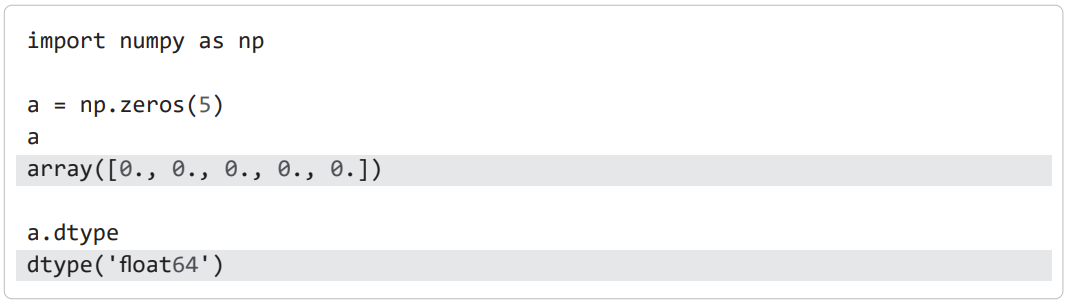 import numpy as np
a = np.zeros(5)
a
array([0., 0., 0., 0., 0.])
a.dtype
dtype('float64')